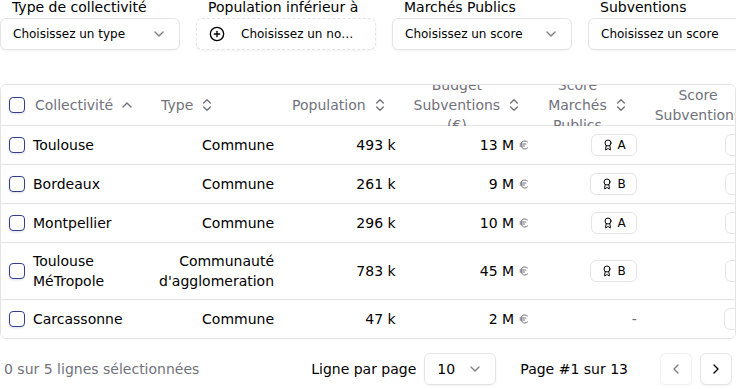 Type de collectivité
Population inférieur à
Marchés Publics
Subventions
Choisissez un type
Choisissez un no...
Choisissez un score
Choisissez un score
Collectivité
Type
Population
Budget
Subventions
(€)
Score
Marchés
Publics
Score
Subventions
Toulouse Commune 493 k 13 M € A
Bordeaux Commune 261 k 9 M € B
Montpellier Commune 296 k 10 M € A
Toulouse
MéTropole
Communauté
d'agglomeration
783 k 45 M € B
Carcassonne Commune 47 k 2 M € -
0 sur 5 lignes sélectionnées
Ligne par page
10
Page #1 sur 13